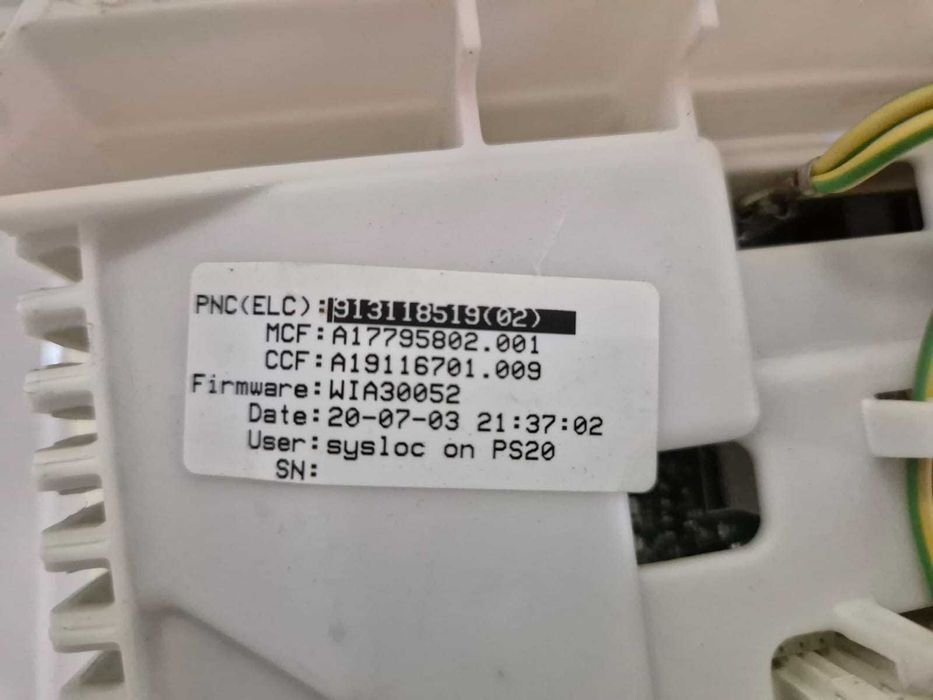 PNC(ELC):913118519(02)
MCF:A17795802.001
CCF:A19116701.009
Firmware:WIA30052
Date:20-07-03 21:37:02
User:sysloc on PS20
SN: